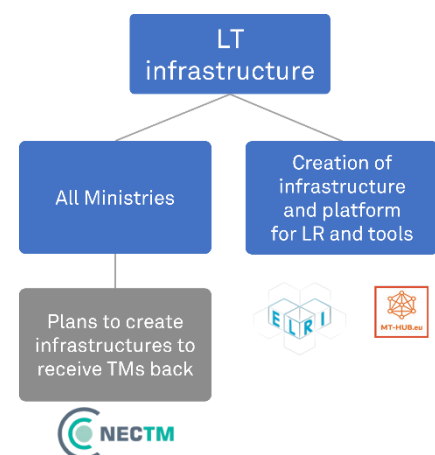 LT
infrastructure
All Ministries
Creation of
infrastructure
and platform
for LR and tools
Plans to create
infrastructures to
receive TMs back
ELRI
MT-HUB.eu
NECTM